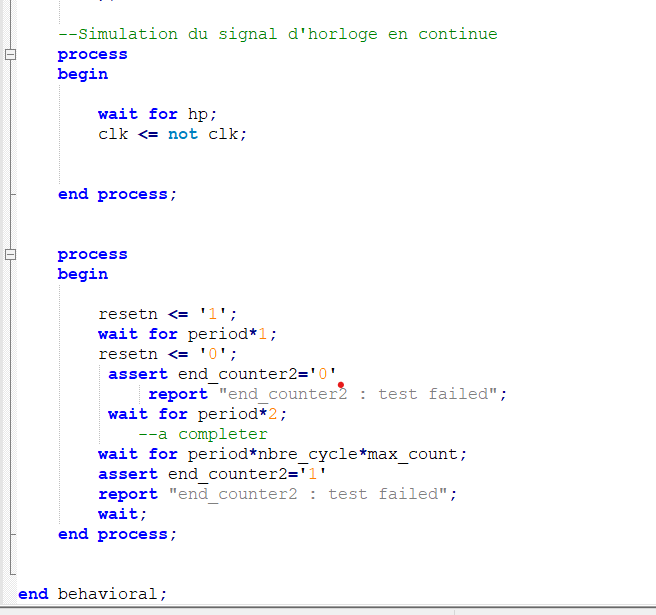 --Simulation du signal d'horloge en continue
process
begin
wait for hp;
clk <= not clk;
end process;
process
begin
resetn <= '1';
wait for period*1;
resetn <= '0';
assert end_counter2='0'
report "end_counter2 : test failed";
wait for period*2;
--a completer
wait for period*nbre_cycle*max_count;
assert end_counter2='1'
report "end_counter2 : test failed";
wait;
end process;
end behavioral;